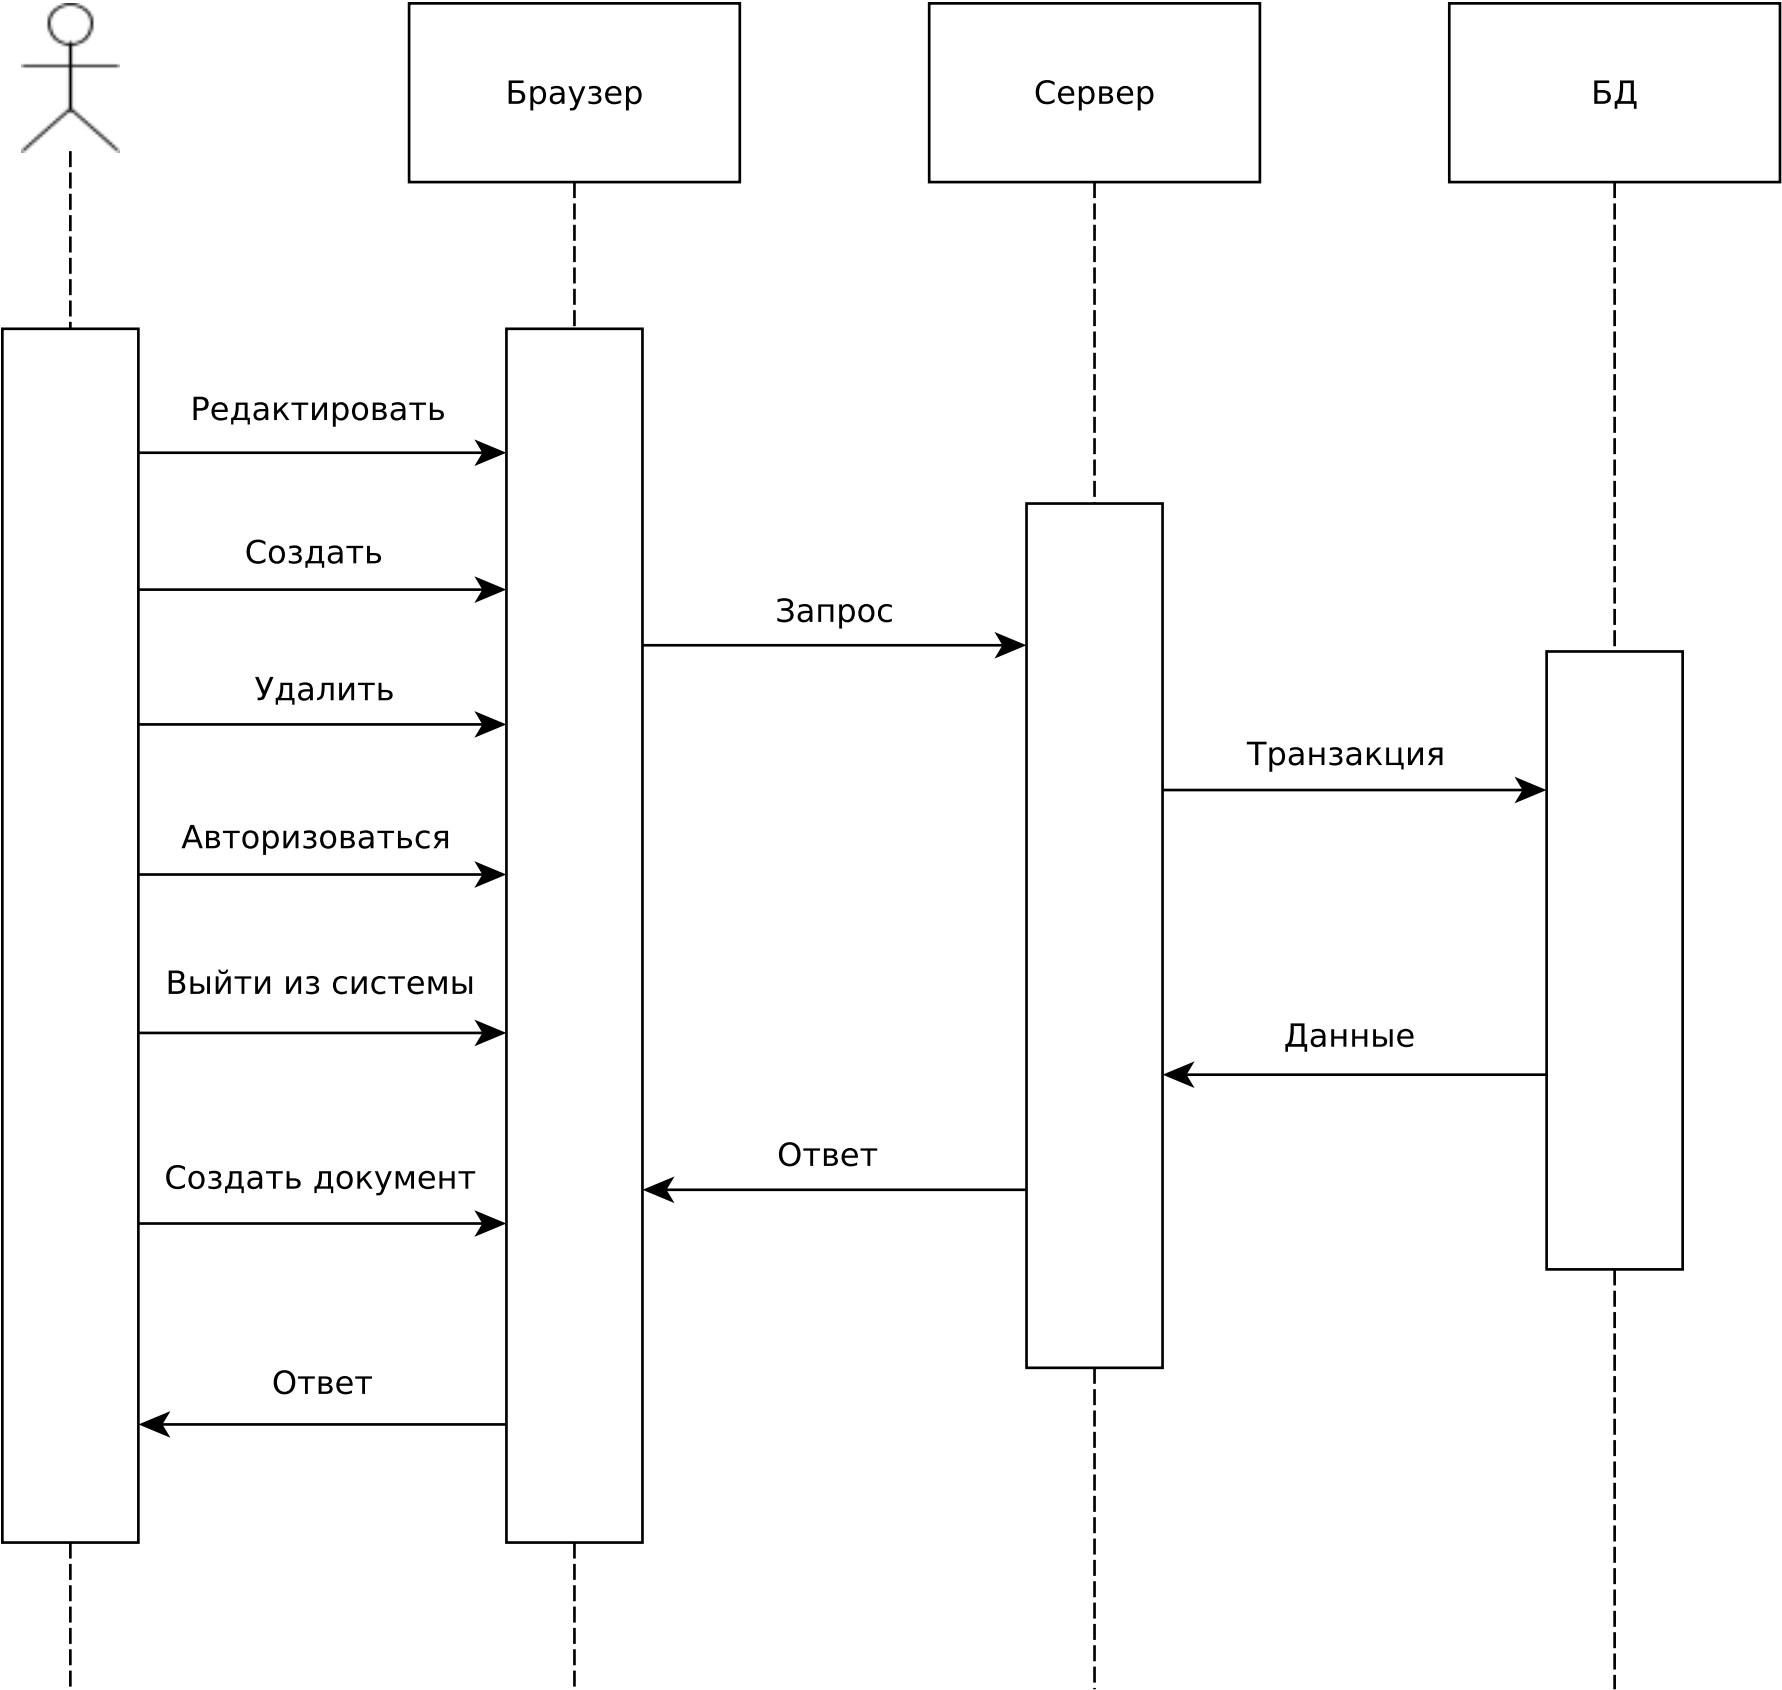 Браузер
Сервер
БД
Редактировать
Создать
Запрос
Удалить
Транзакция
Авторизоваться
Выйти из системы
Данные
Ответ
Создать документ
Ответ